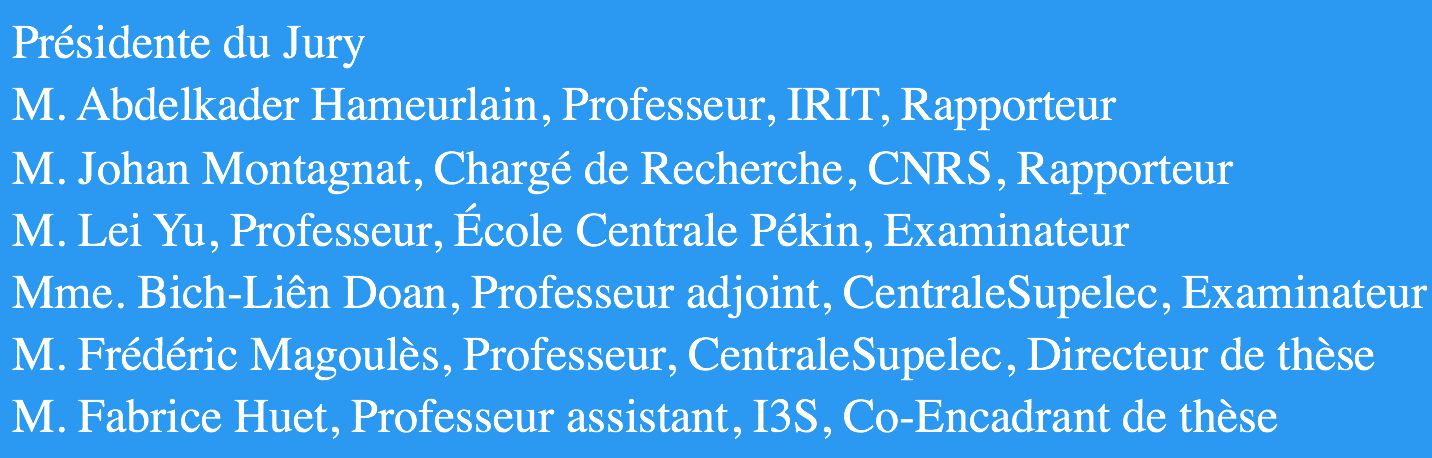 Présidente du Jury
M. Abdelkader Hameurlain, Professeur, IRIT, Rapporteur
M. Johan Montagnat, Chargé de Recherche, CNRS, Rapporteur
M. Lei Yu, Professeur, École Centrale Pékin, Examinateur
Mme. Bich-Liên Doan, Professeur adjoint, CentraleSupelec, Examinateur
M. Frédéric Magoulès, Professeur, CentraleSupelec, Directeur de thèse
M. Fabrice Huet, Professeur assistant, I3S, Co-Encadrant de thèse